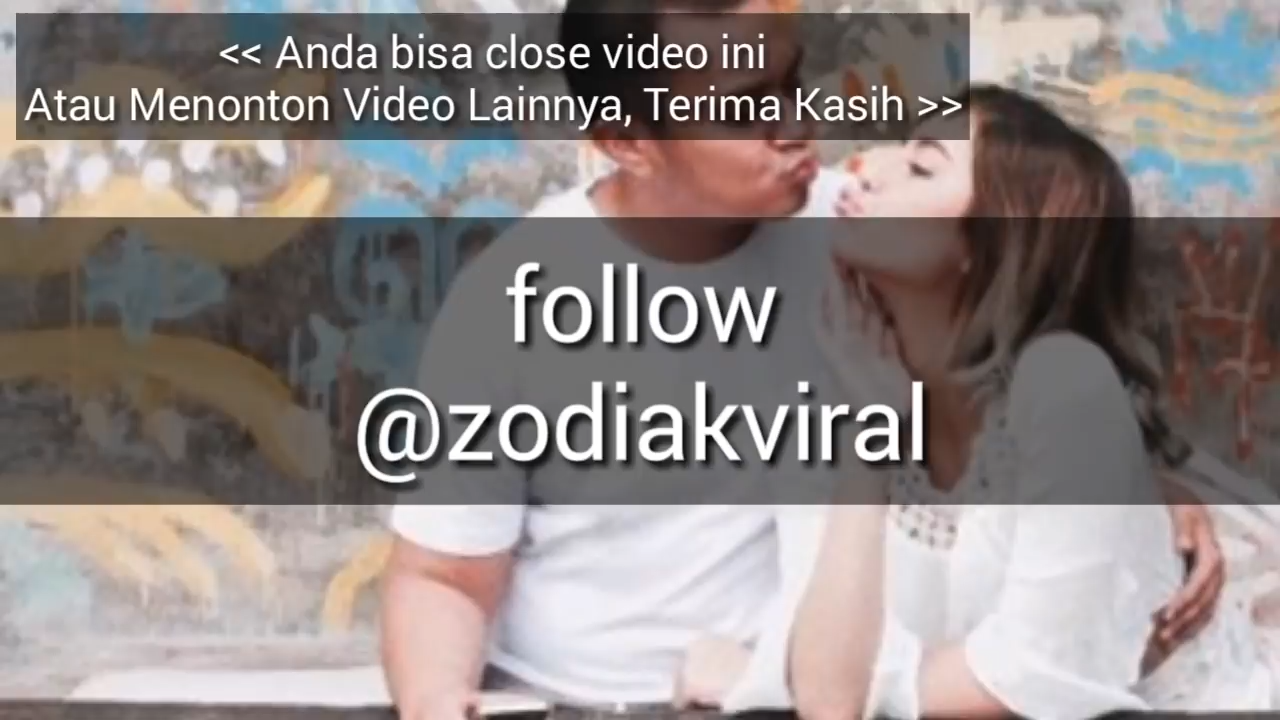 << Anda bisa close video ini
Atau Menonton Video Lainnya, Terima Kasih >>
follow
@zodiakviral